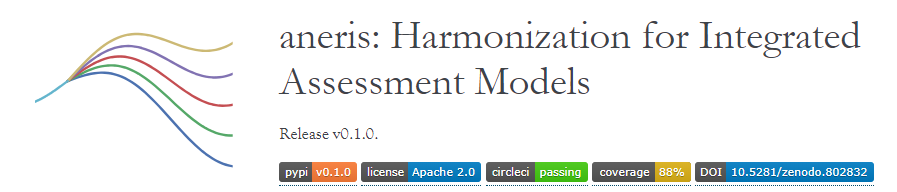 aneris: Harmonization for Integrated
Assessment Models
Release v0.1.0.
pypi v0.1.0 license Apache 2.0 circleci passing coverage 88% DOI 10.5281/zenodo.802832